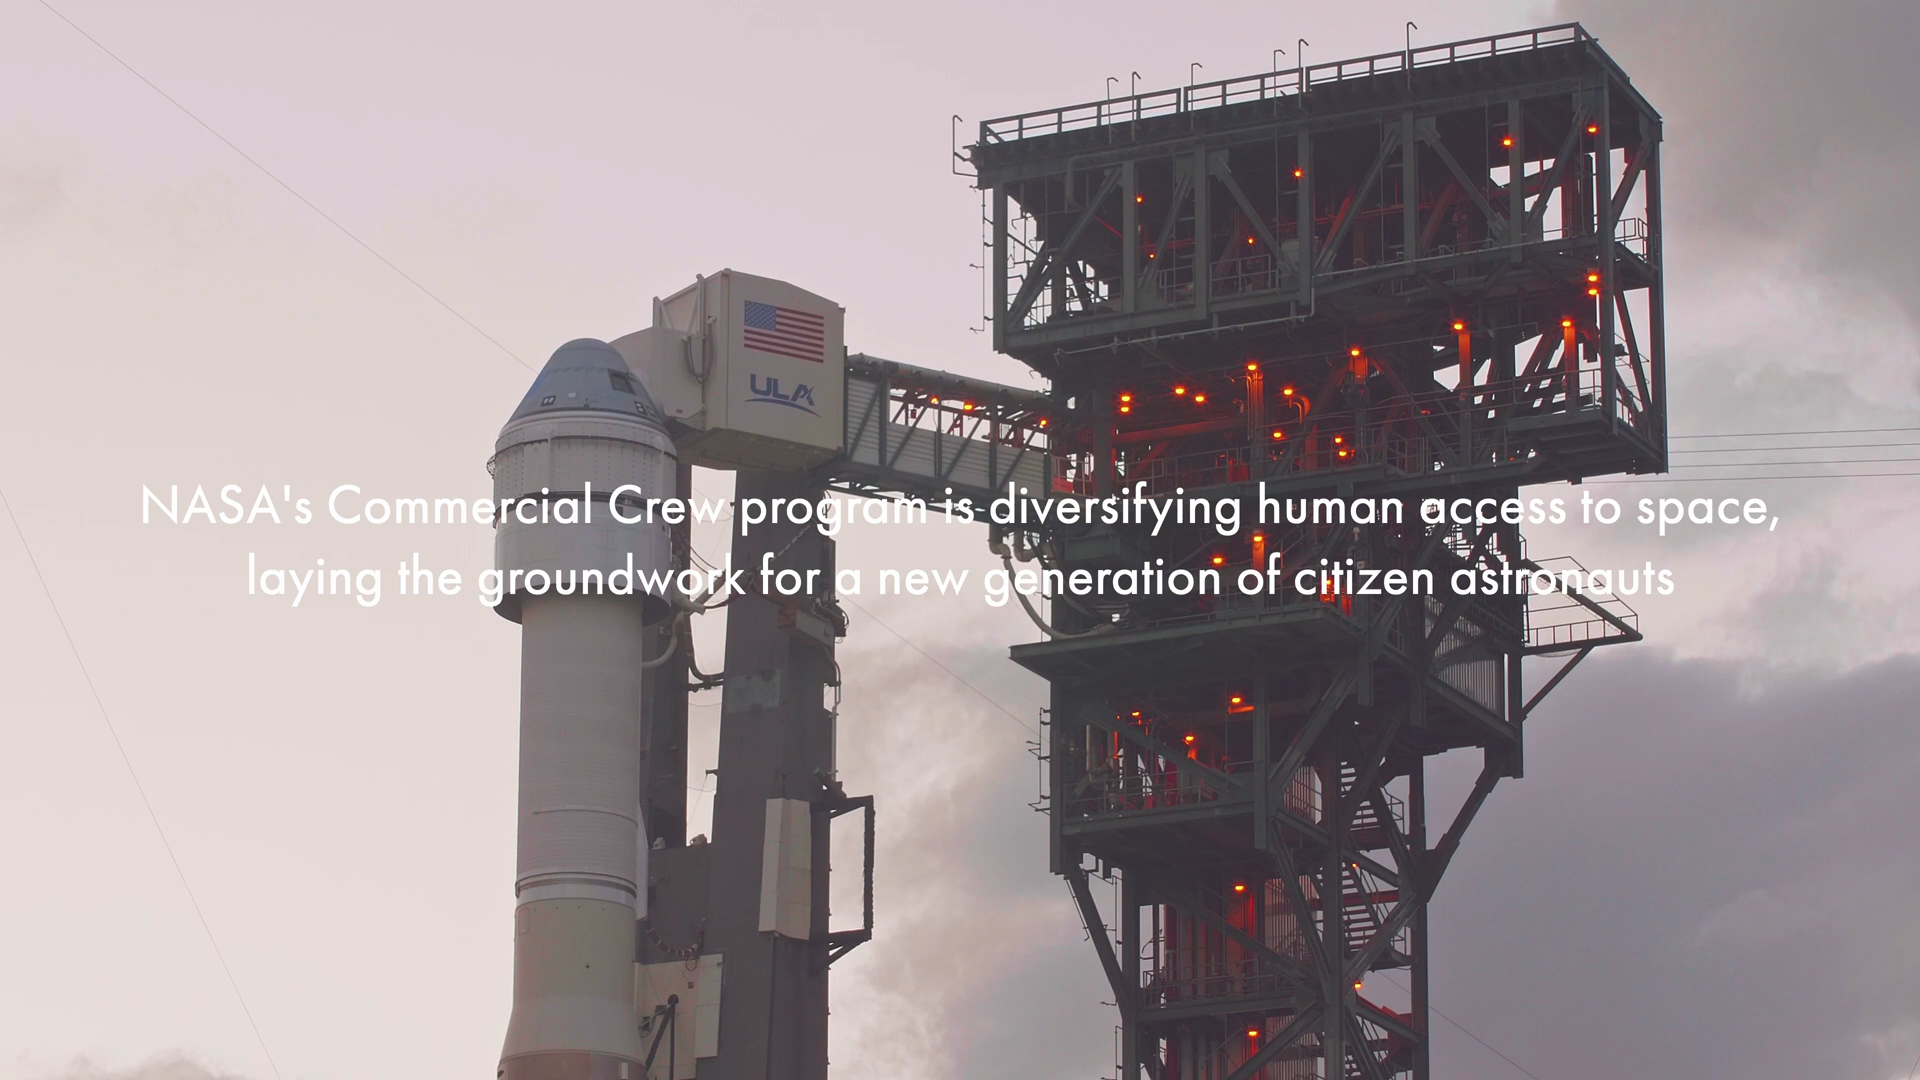 ULA
NASA's Commercial Crew program is diversifying human access to space,
laying the groundwork for a new generation of citizen astronauts